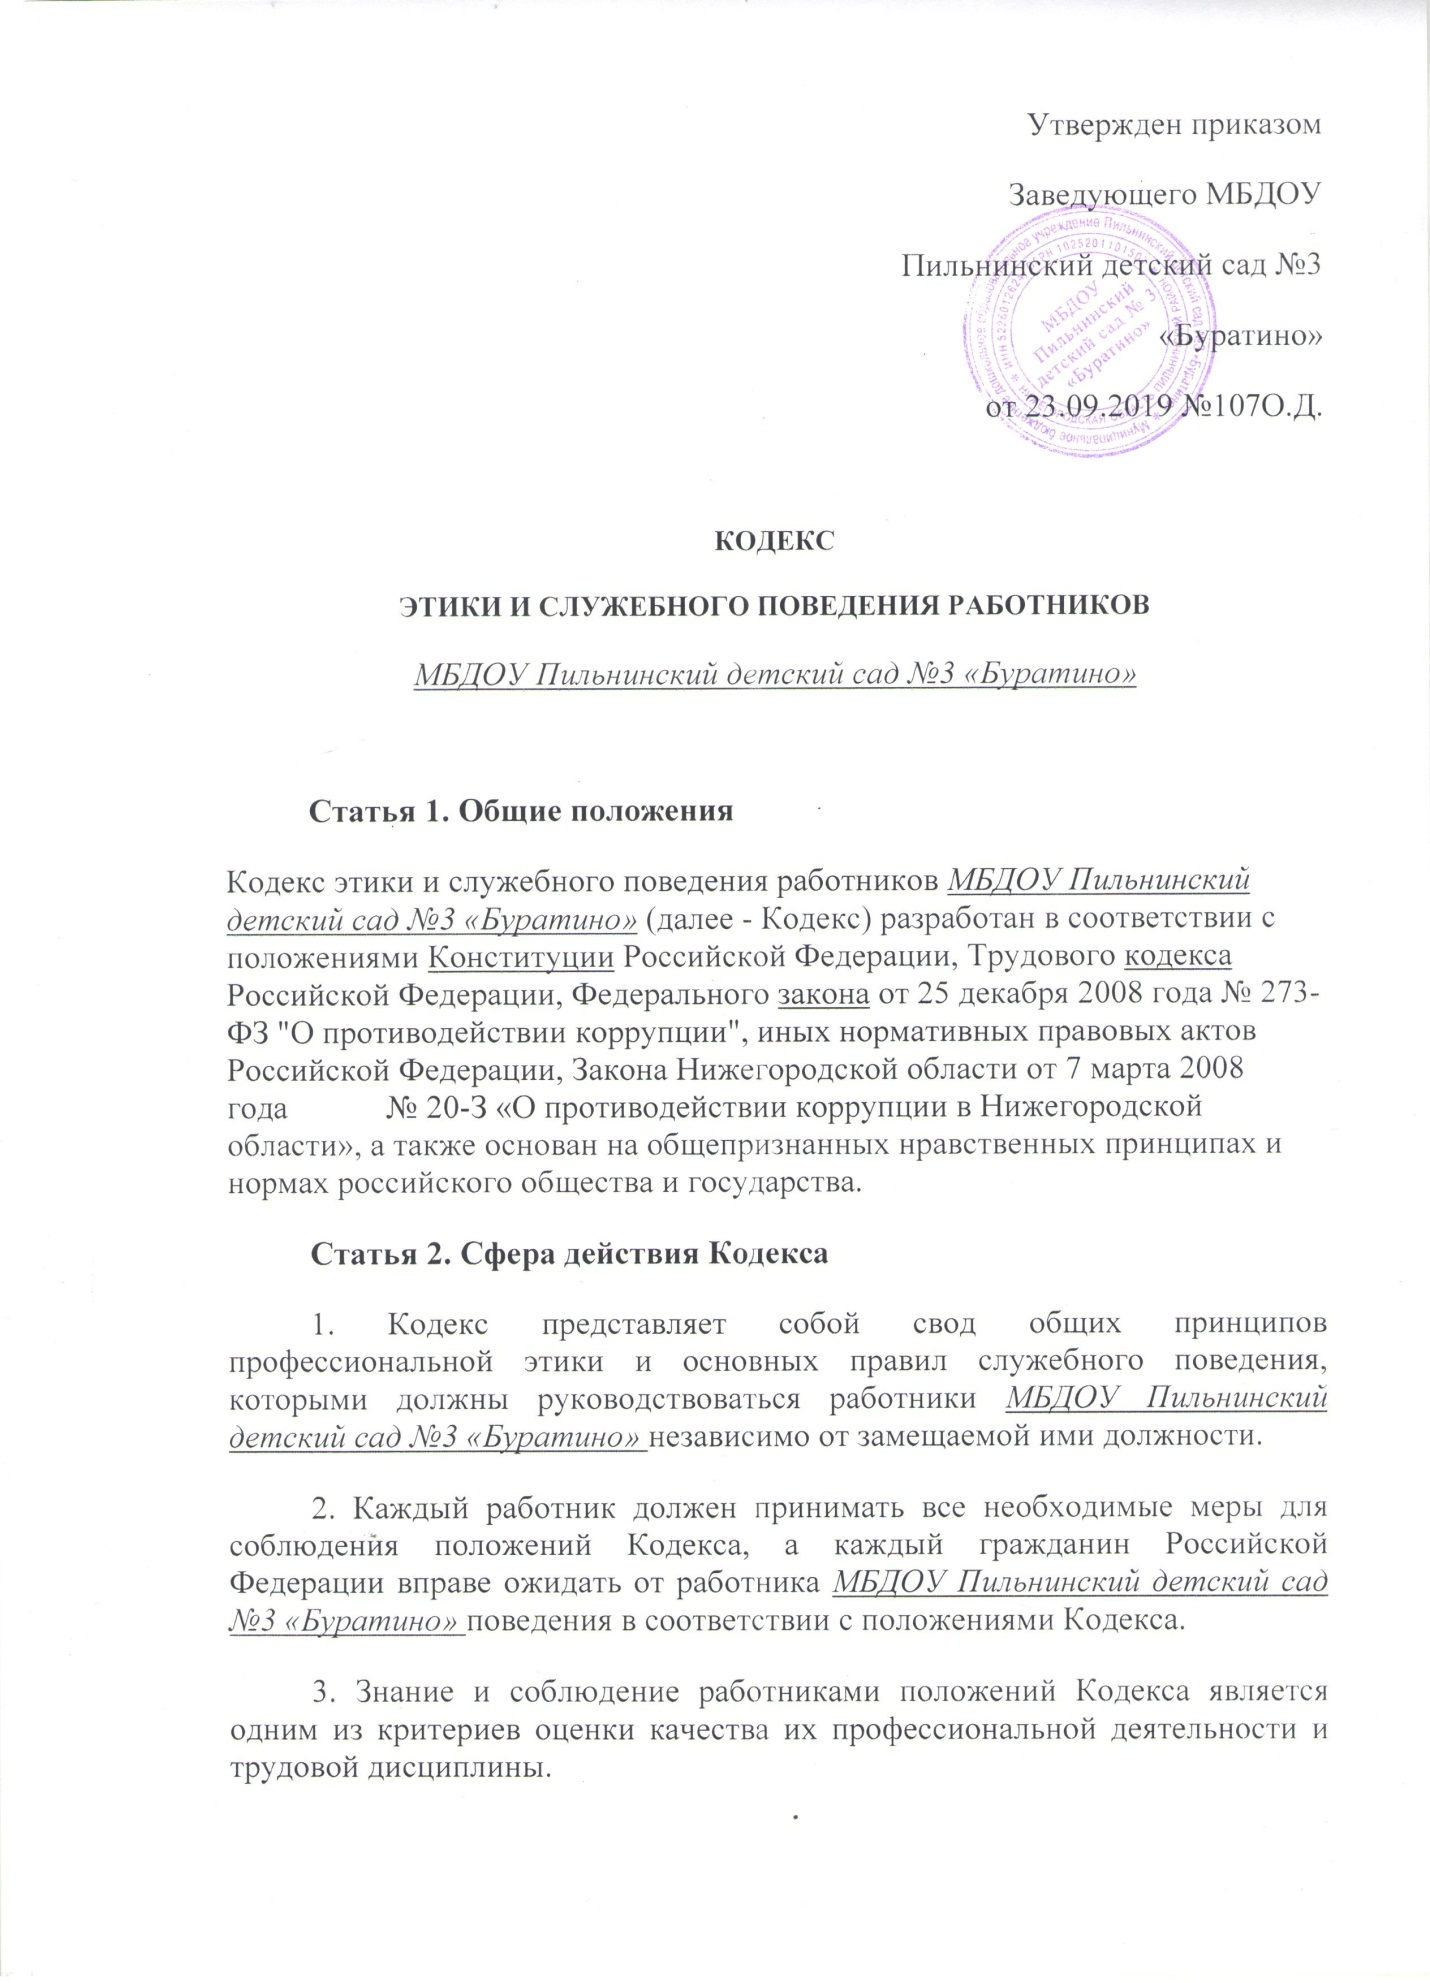 Утвержден приказом
Заведующего МБДОУ
Пильнинский детский сад №3
«Буратино»
от 23.09.2019 №107О.Д.
МБДОУ
Пильнинский
детский сад № 3
«Буратино»
КОДЕКС
ЭТИКИ И СЛУЖЕБНОГО ПОВЕДЕНИЯ РАБОТНИКОВ
МБДОУ Пильнинский детский сад №3 «Буратино»
Статья 1. Общие положения
Кодекс этики и служебного поведения работников МБДОУ Пильнинский
детский сад №3 «Буратино» (далее - Кодекс) разработан в соответствии с
положениями Конституции Российской Федерации, Трудового кодекса
Российской Федерации, Федерального закона от 25 декабря 2008 года № 273-
ФЗ "О противодействии коррупции", иных нормативных правовых актов
Российской Федерации, Закона Нижегородской области от 7 марта 2008
года № 20-З «О противодействии коррупции в Нижегородской
области», а также основан на общепризнанных нравственных принципах и
нормах российского общества и государства.
Статья 2. Сфера действия Кодекса
1. Кодекс представляет собой свод общих принципов
профессиональной этики и основных правил служебного поведения,
которыми должны руководствоваться работники МБДОУ Пильнинский
детский сад №3 «Буратино» независимо от замещаемой ими должности.
2. Каждый работник должен принимать все необходимые меры для
соблюдения положений Кодекса, а каждый гражданин Российской
Федерации вправе ожидать от работника МБДОУ Пильнинский детский сад
№3 «Буратино» поведения в соответствии с положениями Кодекса.
3. Знание и соблюдение работниками положений Кодекса является
одним из критериев оценки качества их профессиональной деятельности и
трудовой дисциплины.